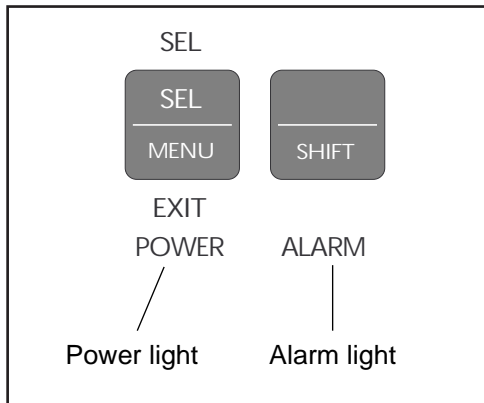 SEL
SEL
MENU SHIFT
EXIT
POWER ALARM
Power light Alarm light